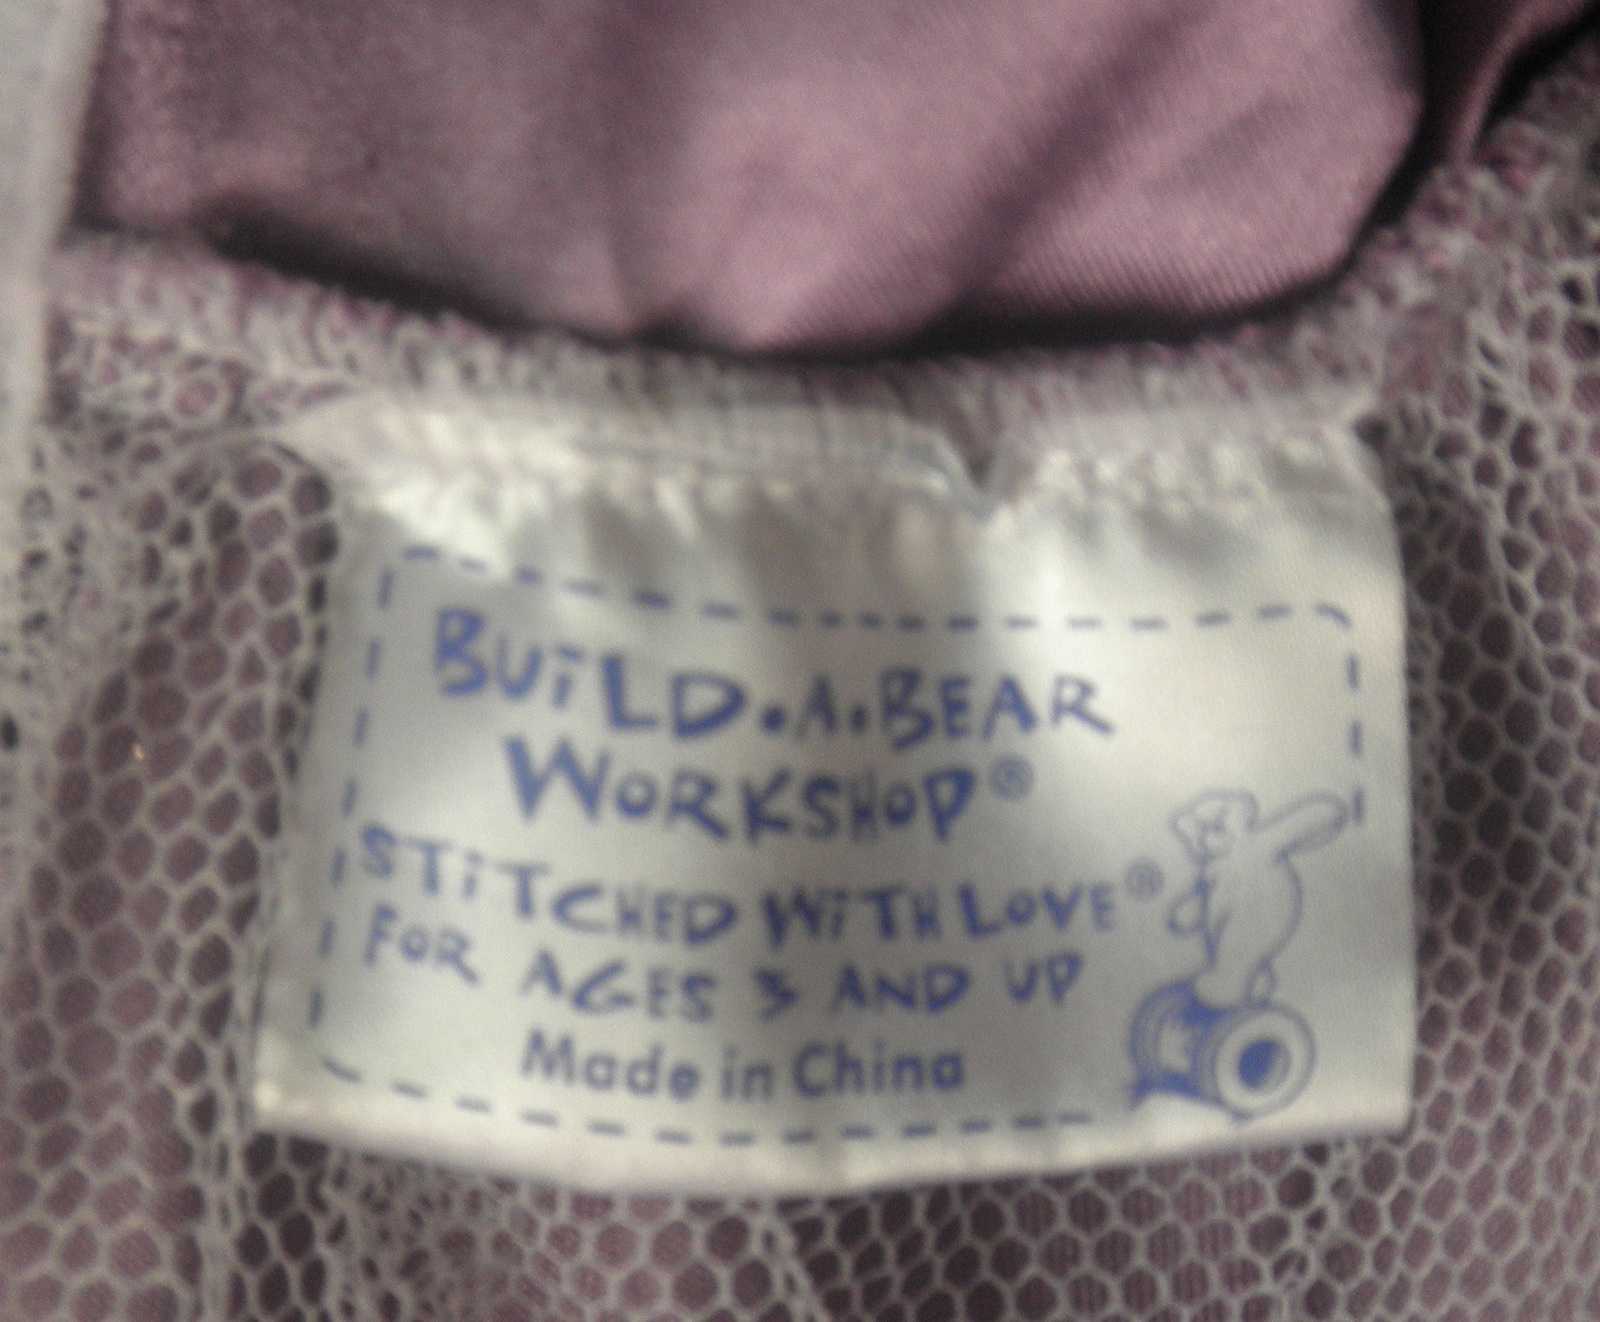 BUiLD•A•BEAR
WORKSHOP®
STiTCHED WiTH LOVE®
FOR AGES 3 AND UP
Made in China